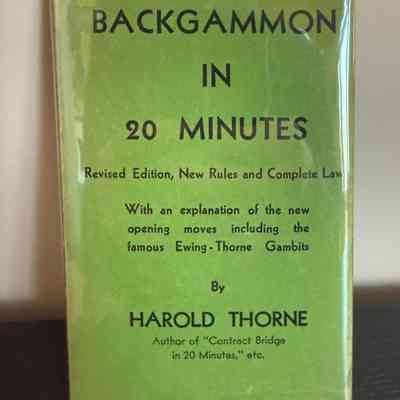 BACKGAMMON
IN
20 MINUTES
Revised Edition, New Rules and Complete Law
With an explanation of the new
opening moves including the
famous Ewing-Thorne Gambits
By
HAROLD THORNE
Author of "Contract Bridge
in 20 Minutes," etc.